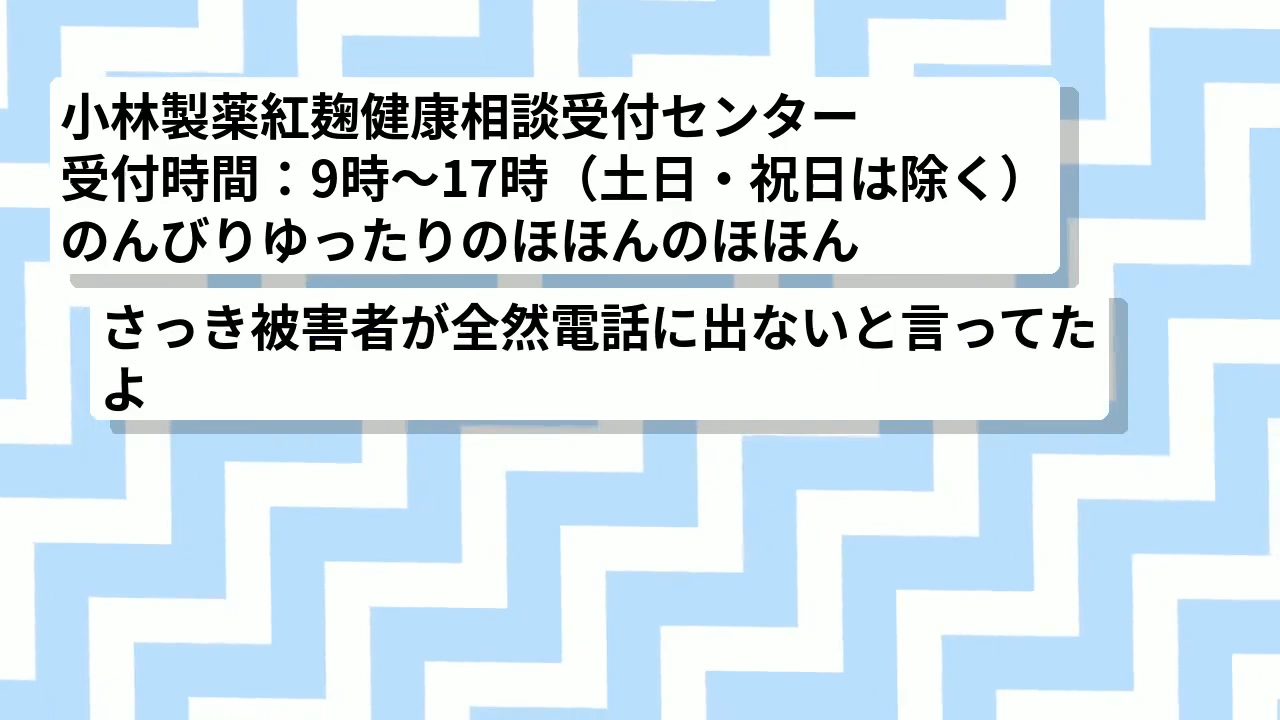 小林製薬紅麹健康相談受付センター
受付時間：9時～17時（土日・祝日は除く）
のんびりゆったりのほほんのほほん
さっき被害者が全然電話に出ないと言ってた
よ